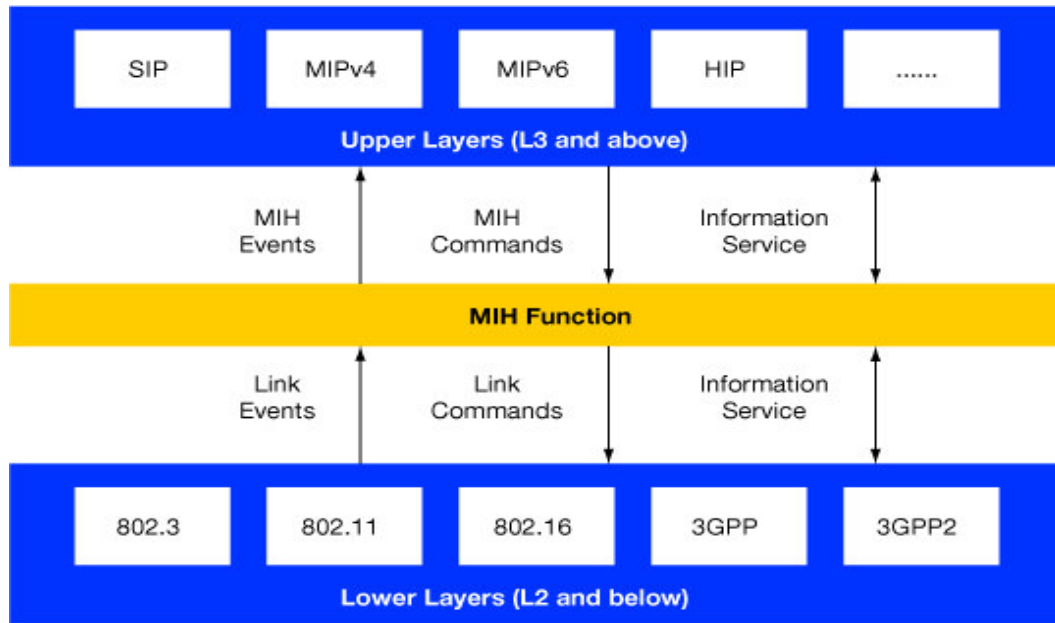 SIP
MIPv4
MIPv6
HIP
......
Upper Layers (L3 and above)
MIH
Events
MIH
Commands
Information
Service
MIH Function
Link
Events
Link
Commands
Information
Service
802.3
802.11
802.16
3GPP
3GPP2
Lower Layers (L2 and below)